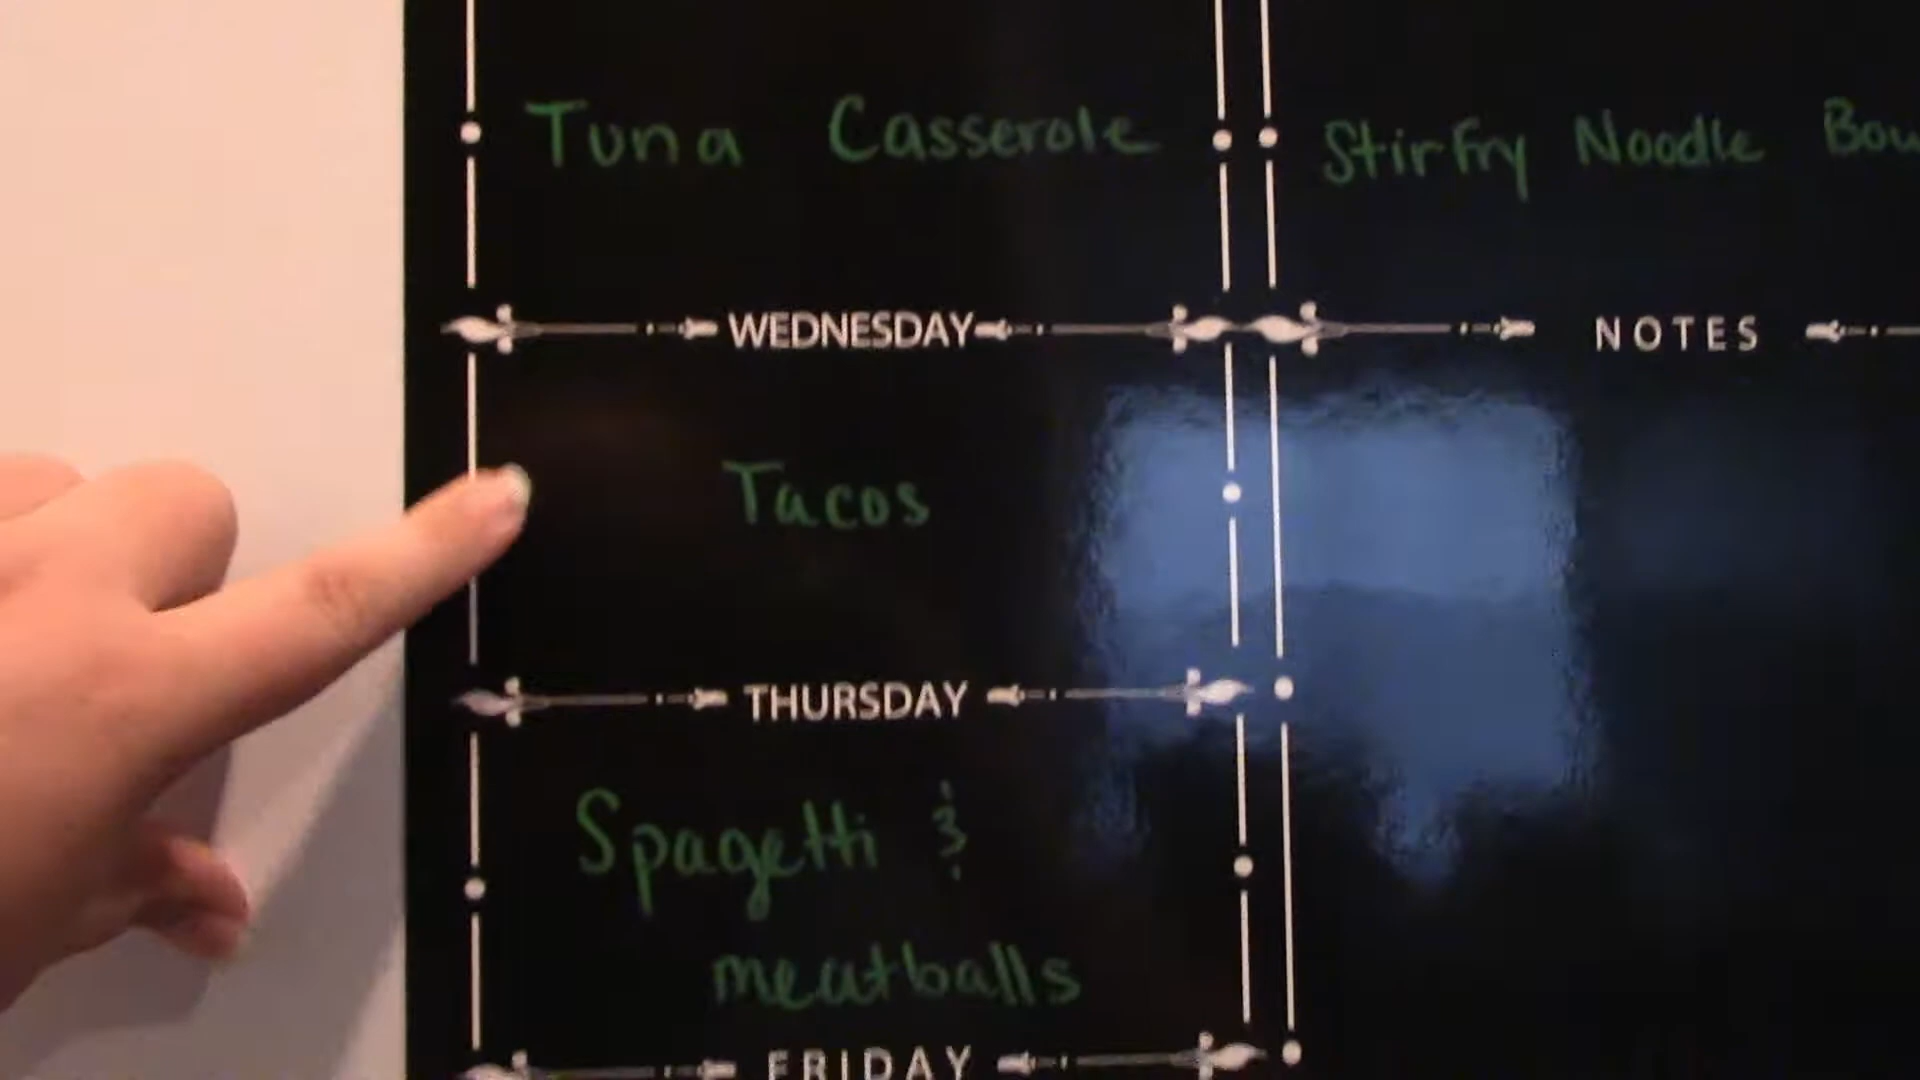 Tuna Casserole
Stirfry Noodle
WEDNESDAY
NOTES
Tacos
THURSDAY
Spagetti &
meatballs
FRIDAY